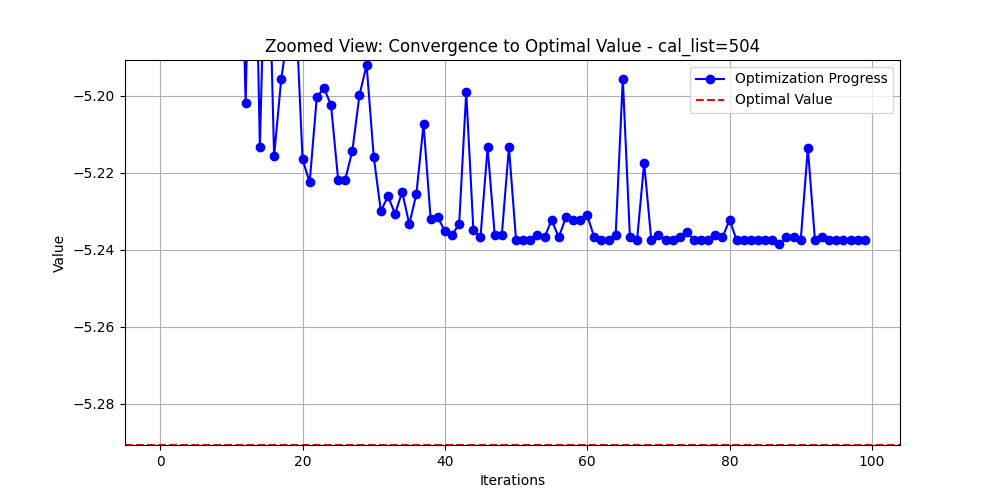 Zoomed View: Convergence to Optimal Value - cal_list=504
Optimization Progress
Optimal Value
Value
−5.20
−5.22
−5.24
−5.26
−5.28
0 20 40 60 80 100
Iterations